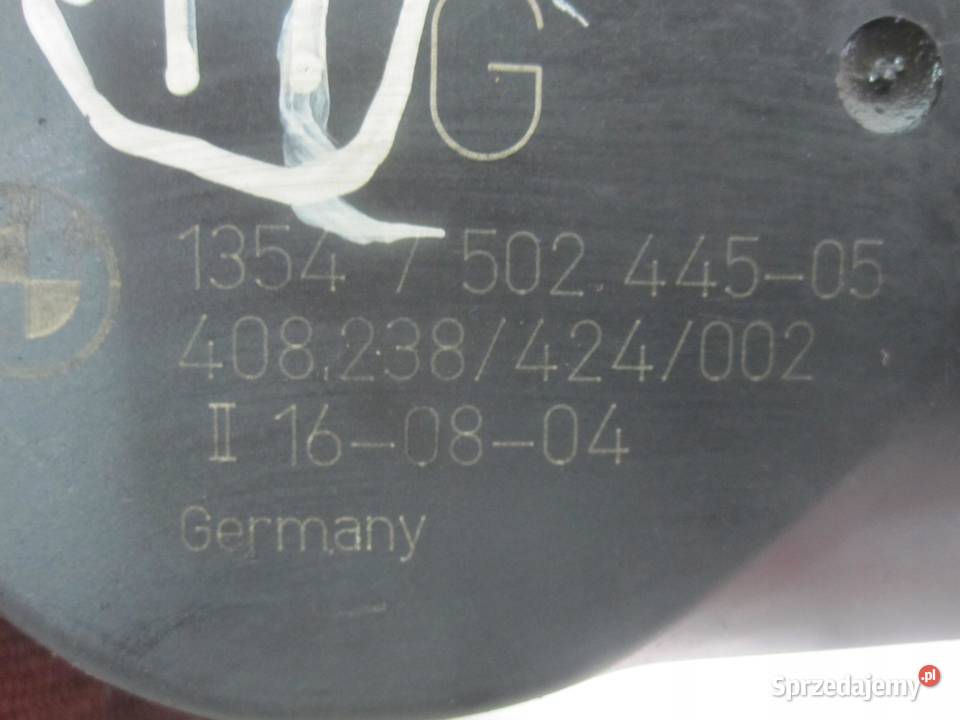 G
1354 7 502 445-05
408.238/424/002
II 16-08-04
Germany
Sprzedajemy.pl